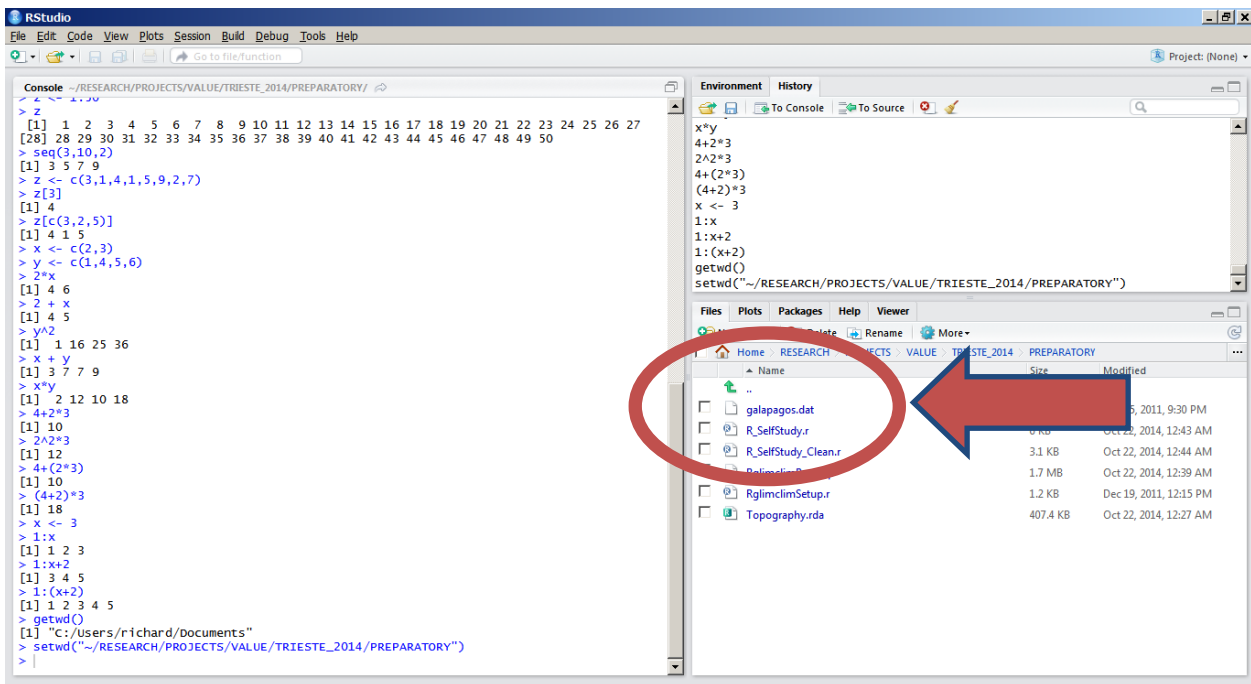 RStudio
File Edit Code View Plots Session Build Debug Tools Help
Go to file/function
Project: (None)
Console ~/RESEARCH/PROJECTS/VALUE/TRIESTE_2014/PREPARATORY/
> z <- 1:50
> z
[1] 1 2 3 4 5 6 7 8 9 10 11 12 13 14 15 16 17 18 19 20 21 22 23 24 25 26 27
[28] 28 29 30 31 32 33 34 35 36 37 38 39 40 41 42 43 44 45 46 47 48 49 50
> seq(3,10,2)
[1] 3 5 7 9
> z <- c(3,1,4,1,5,9,2,7)
> z[3]
[1] 4
> z[c(3,2,5)]
[1] 4 1 5
> x <- c(2,3)
> y <- c(1,4,5,6)
> 2*x
[1] 4 6
> 2 + x
[1] 4 5
> y^2
[1] 1 16 25 36
> x + y
[1] 3 7 7 9
> x*y
[1] 2 12 10 18
> 4+2*3
[1] 10
> 2^2*3
[1] 12
> 4+(2*3)
[1] 10
> (4+2)*3
[1] 18
> x <- 3
> 1:x
[1] 1 2 3
> 1:x+2
[1] 3 4 5
> 1:(x+2)
[1] 1 2 3 4 5
> getwd()
[1] "C:/Users/richard/Documents"
> setwd("~/RESEARCH/PROJECTS/VALUE/TRIESTE_2014/PREPARATORY")
>
Environment History
To Console To Source
x*y
4+2*3
2^2*3
4+(2*3)
(4+2)*3
x <- 3
1:x
1:x+2
1:(x+2)
getwd()
setwd("~/RESEARCH/PROJECTS/VALUE/TRIESTE_2014/PREPARATORY")
Files Plots Packages Help Viewer
Delete Rename More
Home RESEARCH PROJECTS VALUE TRIESTE_2014 PREPARATORY
Name Size Modified
..
galapagos.dat 5, 2011, 9:30 PM
R_SelfStudy.r Oct 22, 2014, 12:43 AM
R_SelfStudy_Clean.r 3.1 KB Oct 22, 2014, 12:44 AM
1.7 MB Oct 22, 2014, 12:39 AM
RglimclimSetup.r 1.2 KB Dec 19, 2011, 12:15 PM
Topography.rda 407.4 KB Oct 22, 2014, 12:27 AM